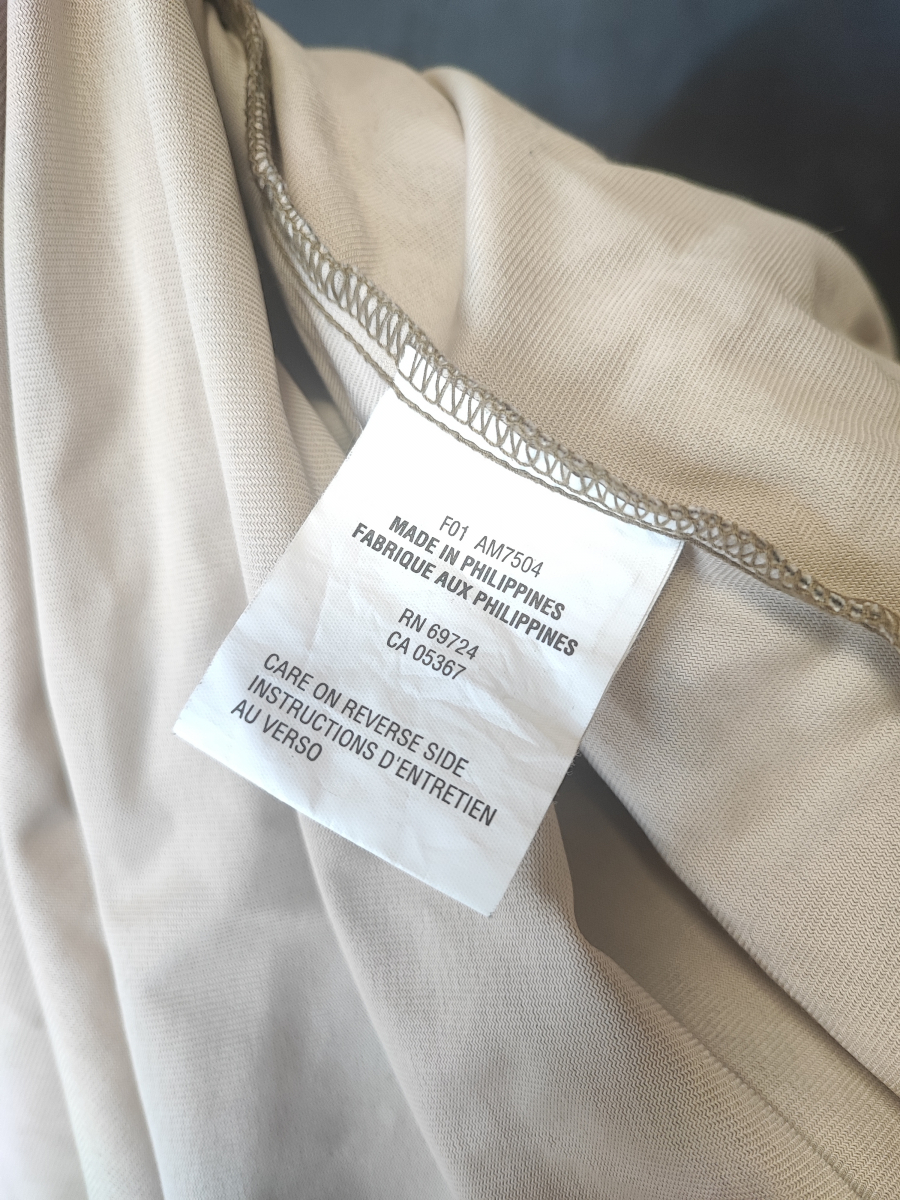 F01 AM7504
MADE IN PHILIPPINES
FABRIQUE AUX PHILIPPINES
RN 69724
CA 05367
CARE ON REVERSE SIDE
INSTRUCTIONS D'ENTRETIEN
AU VERSO